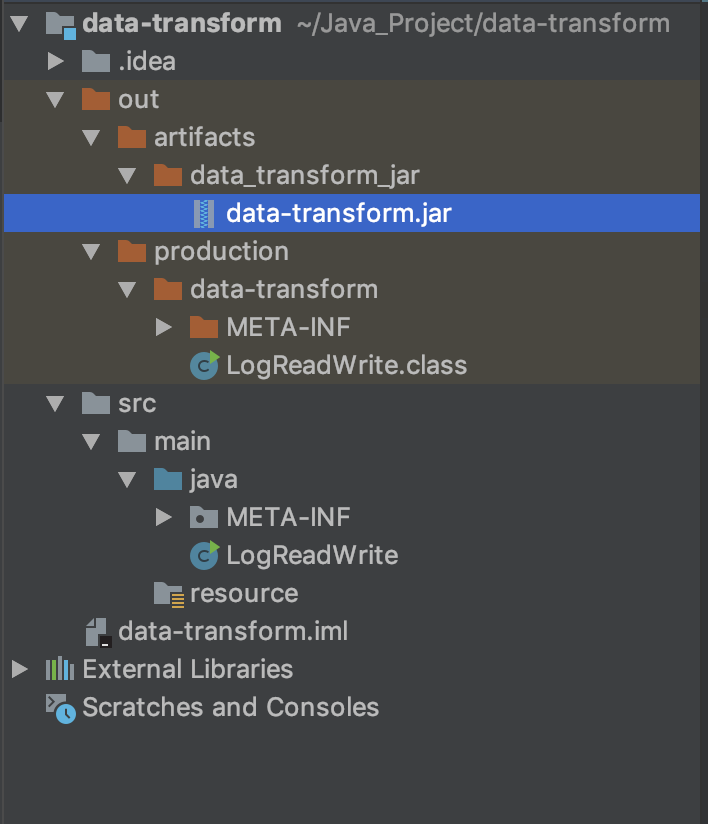 data-transform ~/Java_Project/data-transform
.idea
out
artifacts
data_transform_jar
data-transform.jar
production
data-transform
META-INF
LogReadWrite.class
src
main
java
META-INF
LogReadWrite
resource
data-transform.iml
External Libraries
Scratches and Consoles